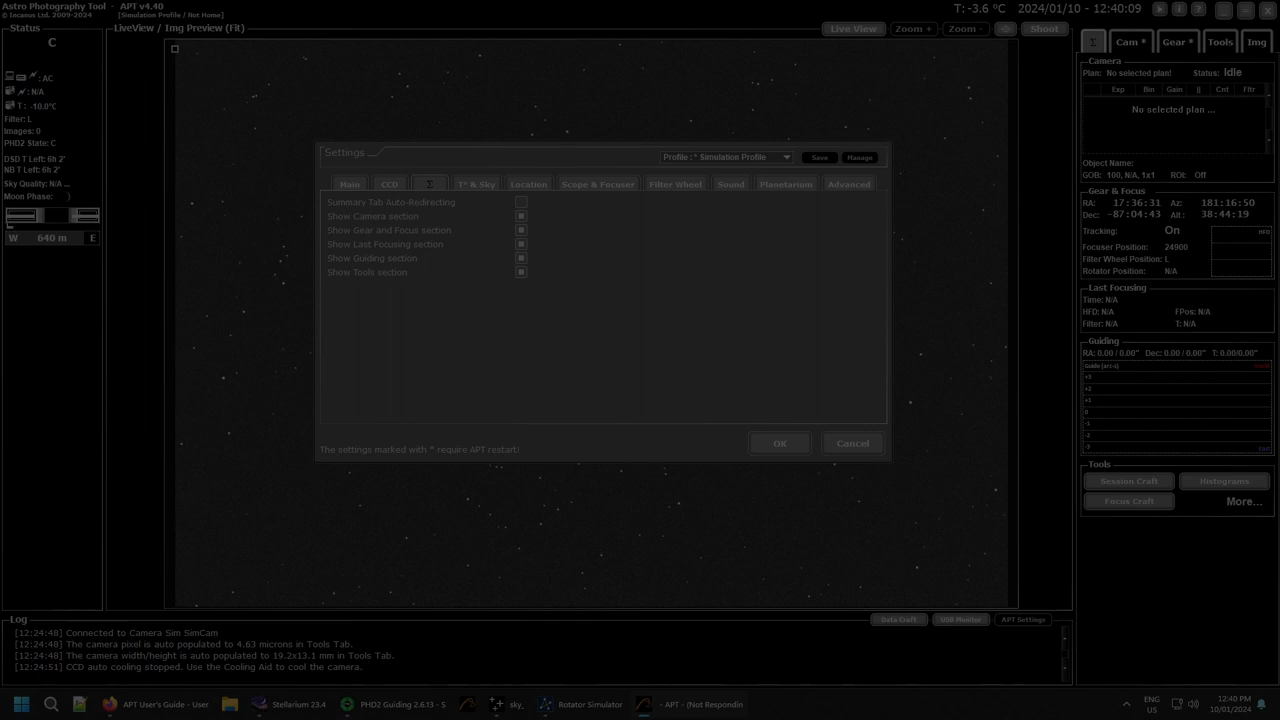 Astro Photography Tool - APT v4.40
© Incanus Ltd. 2009-2024 [Simulation Profile / Not Home]
T: -3.6 °C 2024/01/10 - 12:40:09
Status
C
: AC
: N/A
T : -10.0°C
Filter: L
Images: 0
PHD2 State: C
DSD T Left: 6h 2'
NB T Left: 6h 2'
Sky Quality: N/A ...
Moon Phase:
W 640 m E
LiveView / Img Preview (Fit)
Live View Zoom + Zoom - Shoot
Settings
Profile : * Simulation Profile Save Manage
Main CCD Σ T° & Sky Location Scope & Focuser Filter Wheel Sound Planetarium Advanced
Summary Tab Auto-Redirecting
Show Camera section
Show Gear and Focus section
Show Last Focusing section
Show Guiding section
Show Tools section
The settings marked with * require APT restart!
OK Cancel
Σ Cam * Gear * Tools Img
Camera
Plan: No selected plan! Status: Idle
Exp Bin Gain || Cnt Fltr
No selected plan ...
Object Name:
GOB: 100, N/A, 1x1 ROI: Off
Gear & Focus
RA: 17:36:31 Az: 181:16:50
Dec: -87:04:43 Alt : 38:44:19
Tracking: On HFD
Focuser Position: 24900
Filter Wheel Position: L
Rotator Position: N/A
Last Focusing
Time: N/A
HFD: N/A FPos: N/A
Filter: N/A T: N/A
Guiding
RA: 0.00 / 0.00" Dec: 0.00 / 0.00" T: 0.00/0.00"
Guide (arc-s)
+3
+2
+1
0
-1
-2
-3
Tools
Session Craft Histograms
Focus Craft More...
Log
Data Craft USB Monitor APT Settings
[12:24:48] Connected to Camera Sim SimCam
[12:24:48] The camera pixel is auto populated to 4.63 microns in Tools Tab.
[12:24:48] The camera width/height is auto populated to 19.2x13.1 mm in Tools Tab.
[12:24:51] CCD auto cooling stopped. Use the Cooling Aid to cool the camera.
APT User's Guide - User Stellarium 23.4 PHD2 Guiding 2.6.13 - S sky_ Rotator Simulator - APT - (Not Respondin
ENG
US
12:40 PM
10/01/2024